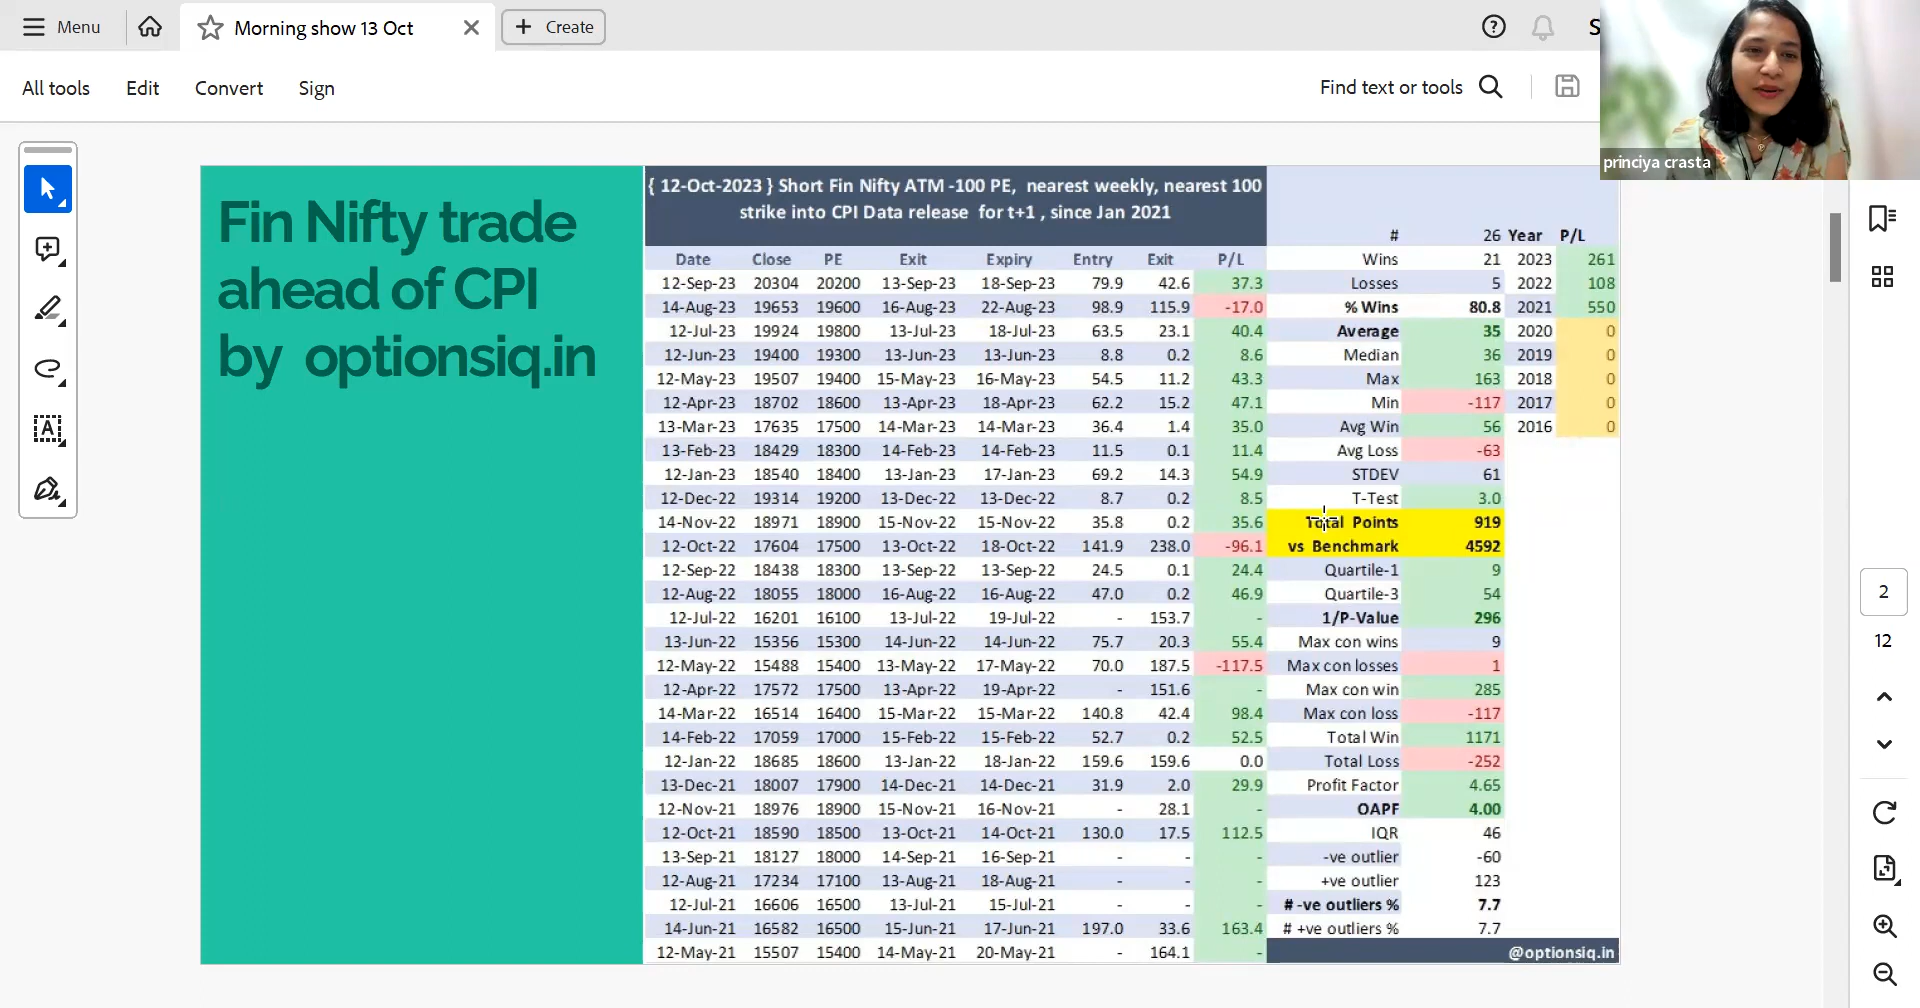 Menu
Morning show 13 Oct
Create
All tools Edit Convert Sign
Find text or tools
princiya crasta
Fin Nifty trade
ahead of CPI
by optionsiq.in
{ 12-Oct-2023 } Short Fin Nifty ATM -100 PE, nearest weekly, nearest 100
strike into CPI Data release for t+1 , since Jan 2021
# 26 Year P/L
Date Close PE Exit Expiry Entry Exit P/L Wins 21 2023 261
12-Sep-23 20304 20200 13-Sep-23 18-Sep-23 79.9 42.6 37.3 Losses 5 2022 108
14-Aug-23 19653 19600 16-Aug-23 22-Aug-23 98.9 115.9 -17.0 % Wins 80.8 2021 550
12-Jul-23 19924 19800 13-Jul-23 18-Jul-23 63.5 23.1 40.4 Average 35 2020 0
12-Jun-23 19400 19300 13-Jun-23 13-Jun-23 8.8 0.2 8.6 Median 36 2019 0
12-May-23 19507 19400 15-May-23 16-May-23 54.5 11.2 43.3 Max 163 2018 0
12-Apr-23 18702 18600 13-Apr-23 18-Apr-23 62.2 15.2 47.1 Min -117 2017 0
13-Mar-23 17635 17500 14-Mar-23 14-Mar-23 36.4 1.4 35.0 Avg Win 56 2016 0
13-Feb-23 18429 18300 14-Feb-23 14-Feb-23 11.5 0.1 11.4 Avg Loss -63
12-Jan-23 18540 18400 13-Jan-23 17-Jan-23 69.2 14.3 54.9 STDEV 61
12-Dec-22 19314 19200 13-Dec-22 13-Dec-22 8.7 0.2 8.5 T-Test 3.0
14-Nov-22 18971 18900 15-Nov-22 15-Nov-22 35.8 0.2 35.6 Total Points 919
12-Oct-22 17604 17500 13-Oct-22 18-Oct-22 141.9 238.0 -96.1 vs Benchmark 4592
12-Sep-22 18438 18300 13-Sep-22 13-Sep-22 24.5 0.1 24.4 Quartile-1 9
12-Aug-22 18055 18000 16-Aug-22 16-Aug-22 47.0 0.2 46.9 Quartile-3 54
12-Jul-22 16201 16100 13-Jul-22 19-Jul-22 - 153.7 - 1/P-Value 296
13-Jun-22 15356 15300 14-Jun-22 14-Jun-22 75.7 20.3 55.4 Max con wins 9
12-May-22 15488 15400 13-May-22 17-May-22 70.0 187.5 -117.5 Max con losses 1
12-Apr-22 17572 17500 13-Apr-22 19-Apr-22 - 151.6 - Max con win 285
14-Mar-22 16514 16400 15-Mar-22 15-Mar-22 140.8 42.4 98.4 Max con loss -117
14-Feb-22 17059 17000 15-Feb-22 15-Feb-22 52.7 0.2 52.5 Total Win 1171
12-Jan-22 18685 18600 13-Jan-22 18-Jan-22 159.6 159.6 0.0 Total Loss -252
13-Dec-21 18007 17900 14-Dec-21 14-Dec-21 31.9 2.0 29.9 Profit Factor 4.65
12-Nov-21 18976 18900 15-Nov-21 16-Nov-21 - 28.1 - OAPF 4.00
12-Oct-21 18590 18500 13-Oct-21 14-Oct-21 130.0 17.5 112.5 IQR 46
13-Sep-21 18127 18000 14-Sep-21 16-Sep-21 - - - -ve outlier -60
12-Aug-21 17234 17100 13-Aug-21 18-Aug-21 - - - +ve outlier 123
12-Jul-21 16606 16500 13-Jul-21 15-Jul-21 - - - # -ve outliers % 7.7
14-Jun-21 16582 16500 15-Jun-21 17-Jun-21 197.0 33.6 163.4 # +ve outliers % 7.7
12-May-21 15507 15400 14-May-21 20-May-21 - 164.1 - @optionsiq.in
2
12